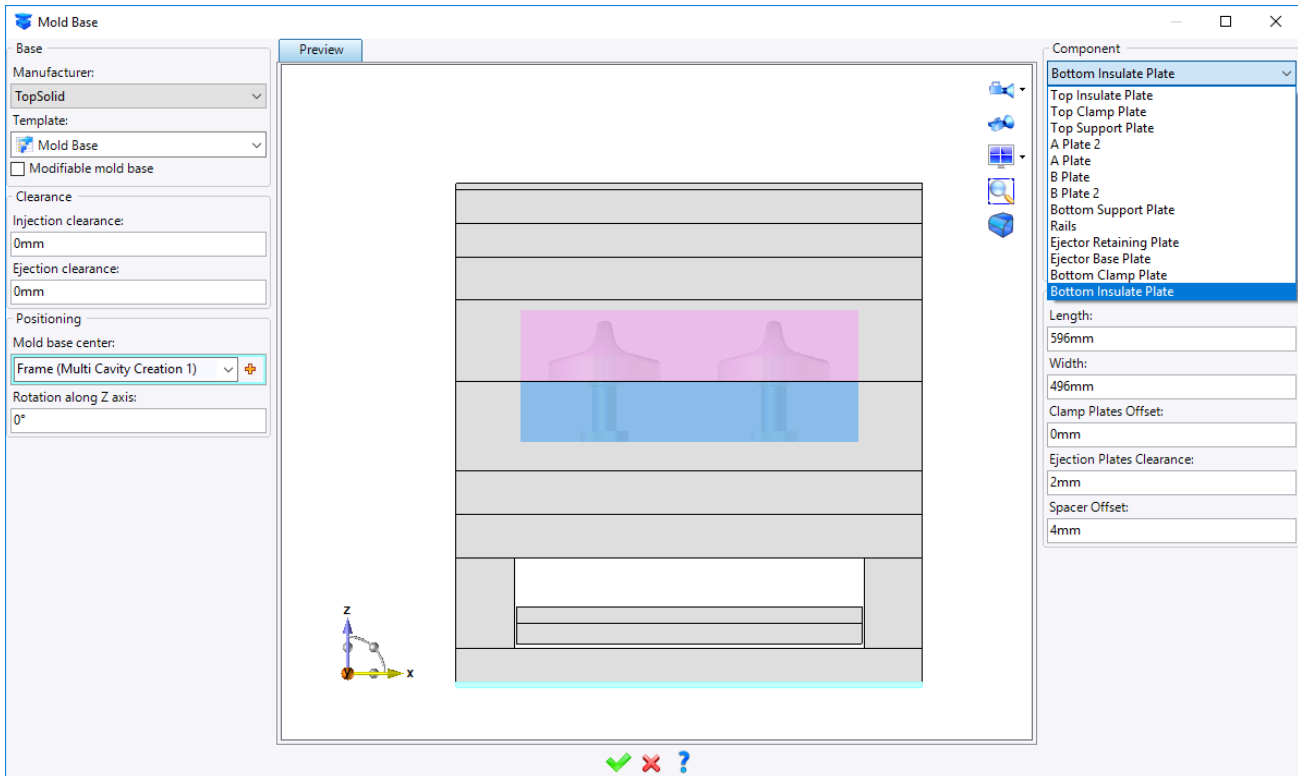 Mold Base
Base
Manufacturer:
TopSolid
Template:
Mold Base
Modifiable mold base
Clearance
Injection clearance:
0mm
Ejection clearance:
0mm
Positioning
Mold base center:
Frame (Multi Cavity Creation 1)
Rotation along Z axis:
0°
Preview
z
y
x
Component
Bottom Insulate Plate
Top Insulate Plate
Top Clamp Plate
Top Support Plate
A Plate 2
A Plate
B Plate
B Plate 2
Bottom Support Plate
Rails
Ejector Retaining Plate
Ejector Base Plate
Bottom Clamp Plate
Bottom Insulate Plate
Length:
596mm
Width:
496mm
Clamp Plates Offset:
0mm
Ejection Plates Clearance:
2mm
Spacer Offset:
4mm
?